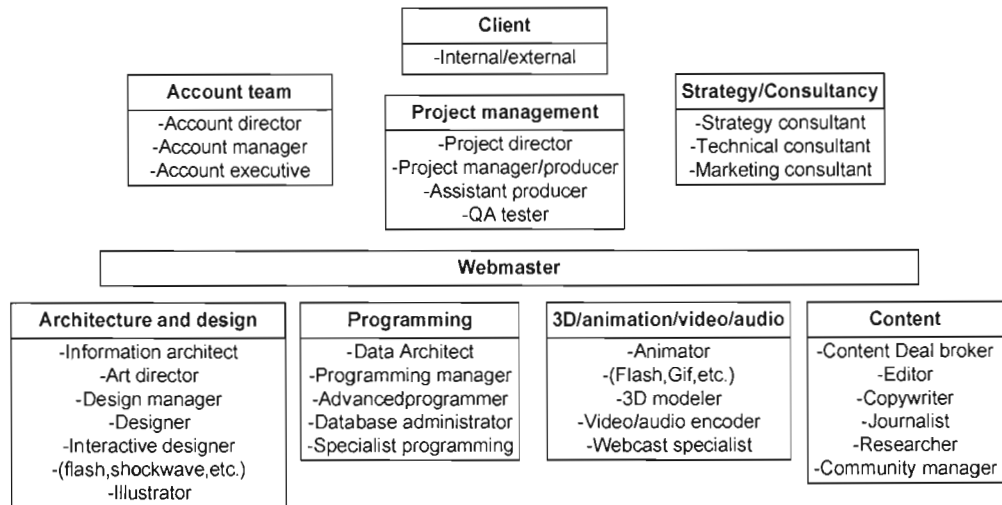 Client
-Internal/external
Account team
-Account director
-Account manager
-Account executive
Project management
-Project director
-Project manager/producer
-Assistant producer
-QA tester
Strategy/Consultancy
-Strategy consultant
-Technical consultant
-Marketing consultant
Webmaster
Architecture and design
-Information architect
-Art director
-Design manager
-Designer
-Interactive designer
-(flash,shockwave,etc.)
-Illustrator
Programming
-Data Architect
-Programming manager
-Advancedprogrammer
-Database administrator
-Specialist programming
3D/animation/video/audio
-Animator
-(Flash,Gif,etc.)
-3D modeler
-Video/audio encoder
-Webcast specialist
Content
-Content Deal broker
-Editor
-Copywriter
-Journalist
-Researcher
-Community manager